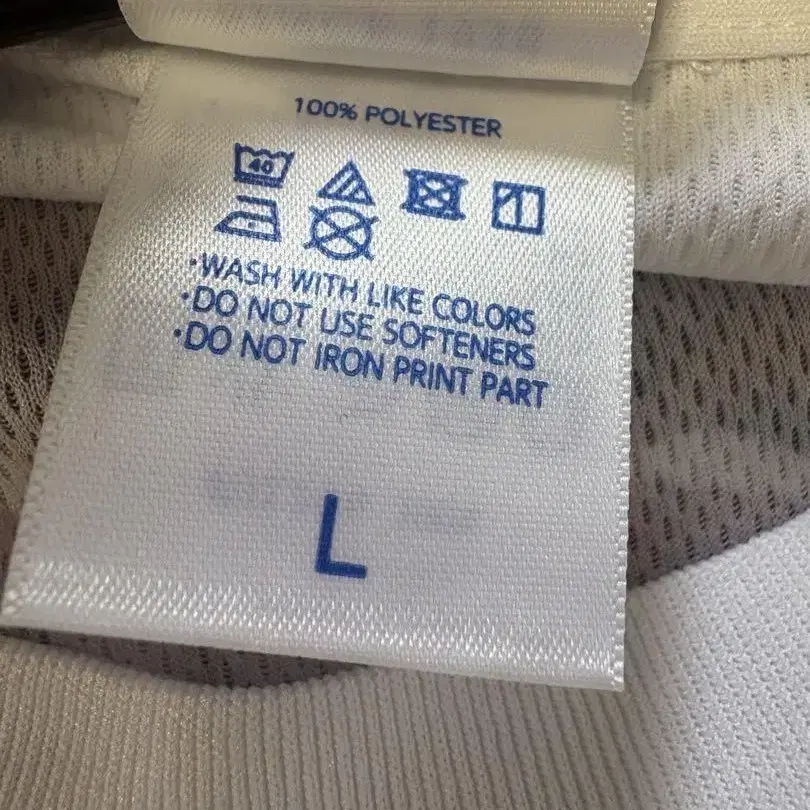 100% POLYESTER
40
·WASH WITH LIKE COLORS
·DO NOT USE SOFTENERS
·DO NOT IRON PRINT PART
L